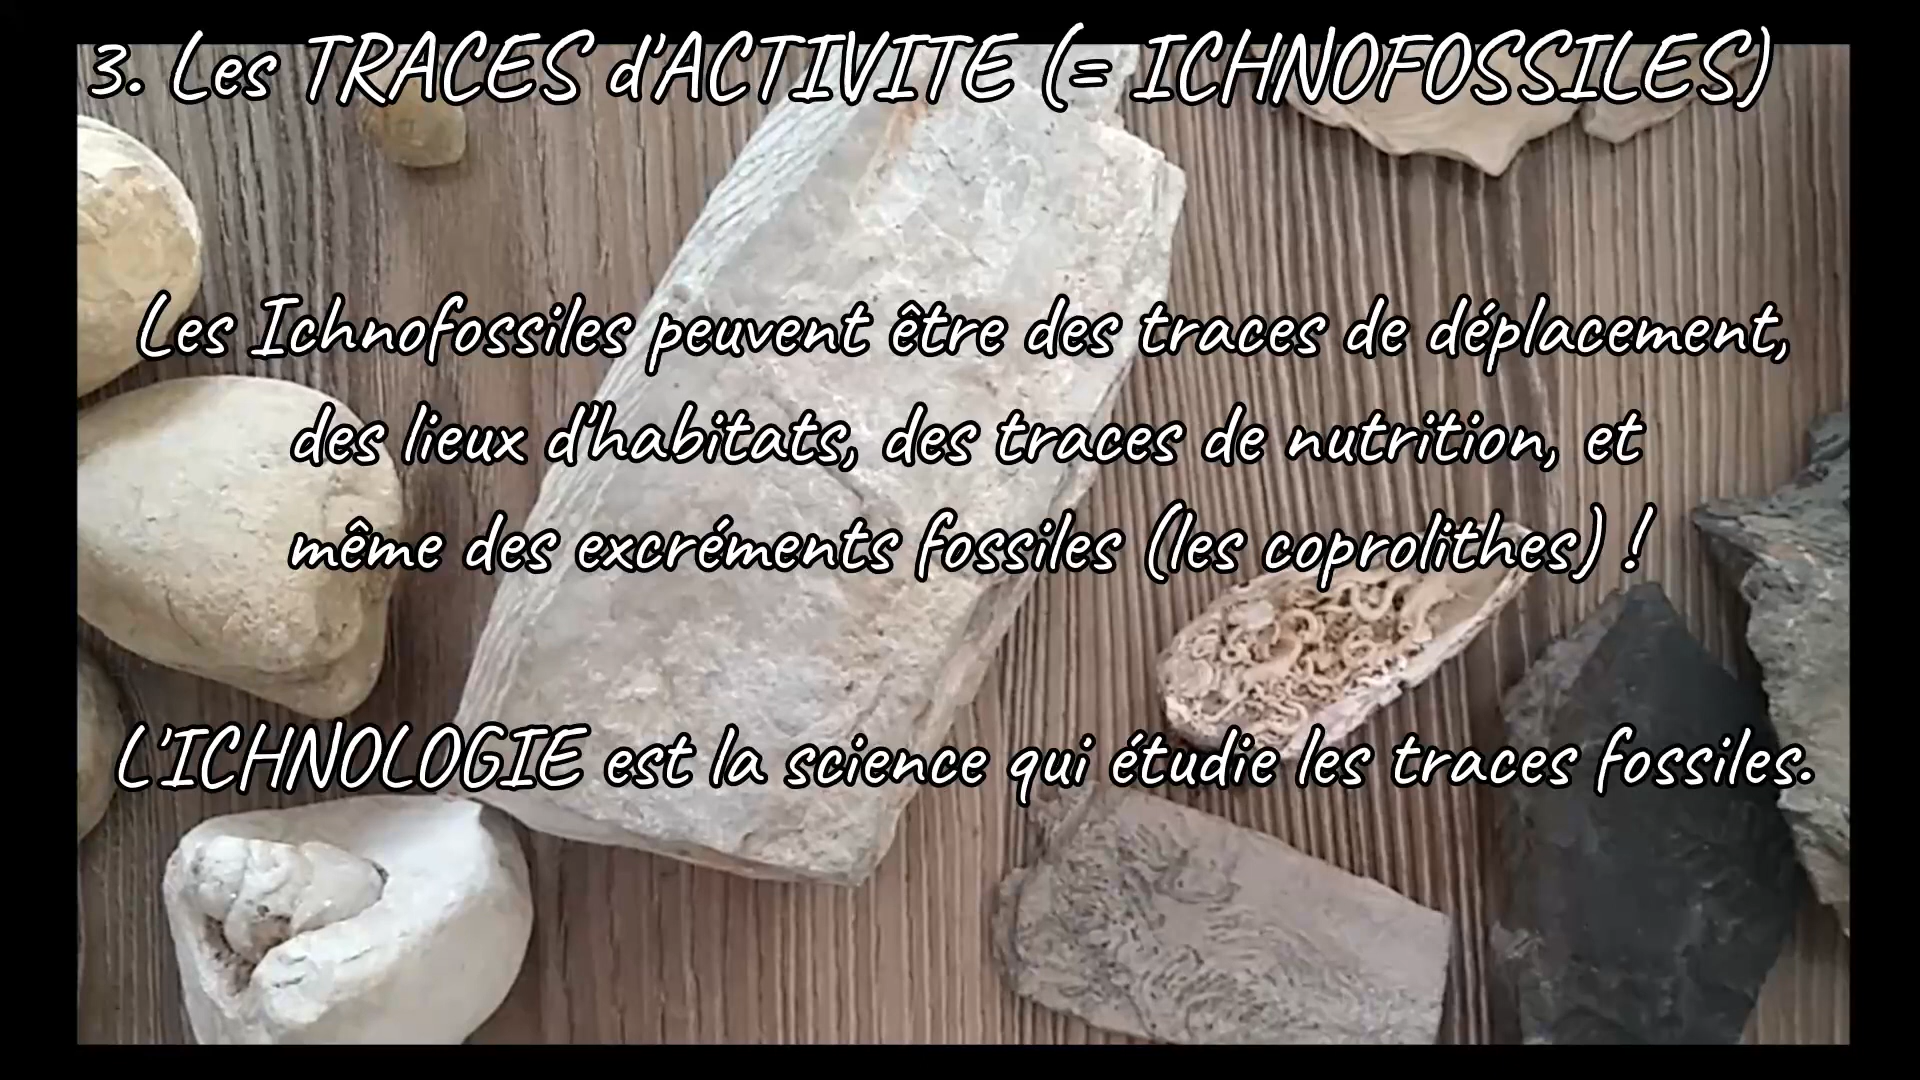 3. Les TRACES d'ACTIVITE (= ICHNOFOSSILES)
Les Ichnofossiles peuvent être des traces de déplacement,
des lieux d'habitats, des traces de nutrition, et
même des excréments fossiles (les coprolithes) !
L'ICHNOLOGIE est la science qui étudie les traces fossiles.